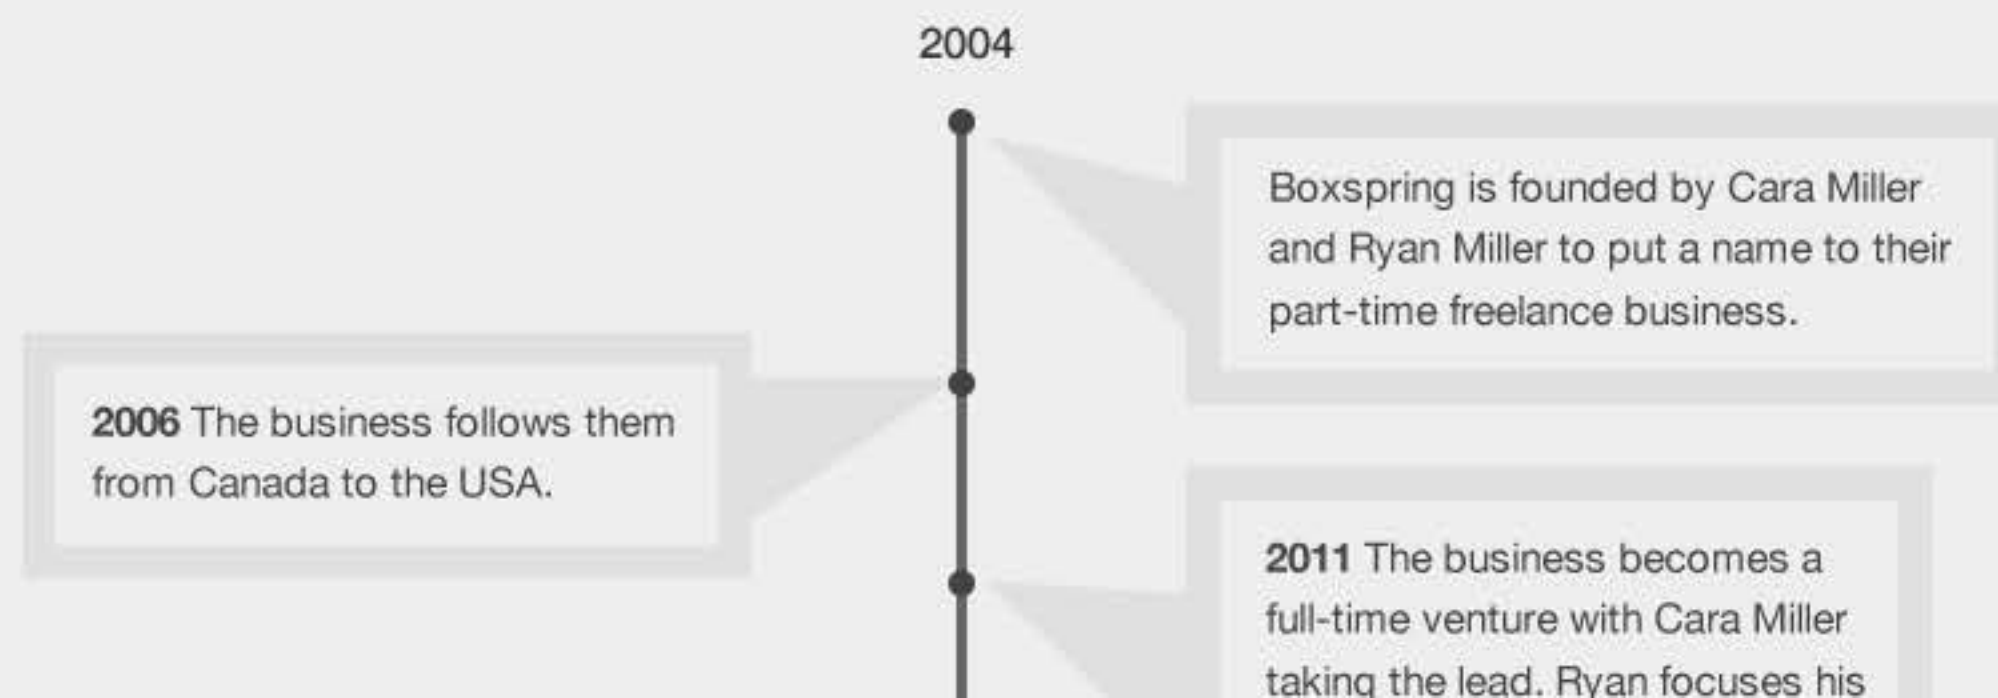 2004
Boxspring is founded by Cara Miller
and Ryan Miller to put a name to their
part-time freelance business.
2006 The business follows them
from Canada to the USA.
2011 The business becomes a
full-time venture with Cara Miller
taking the lead. Ryan focuses his